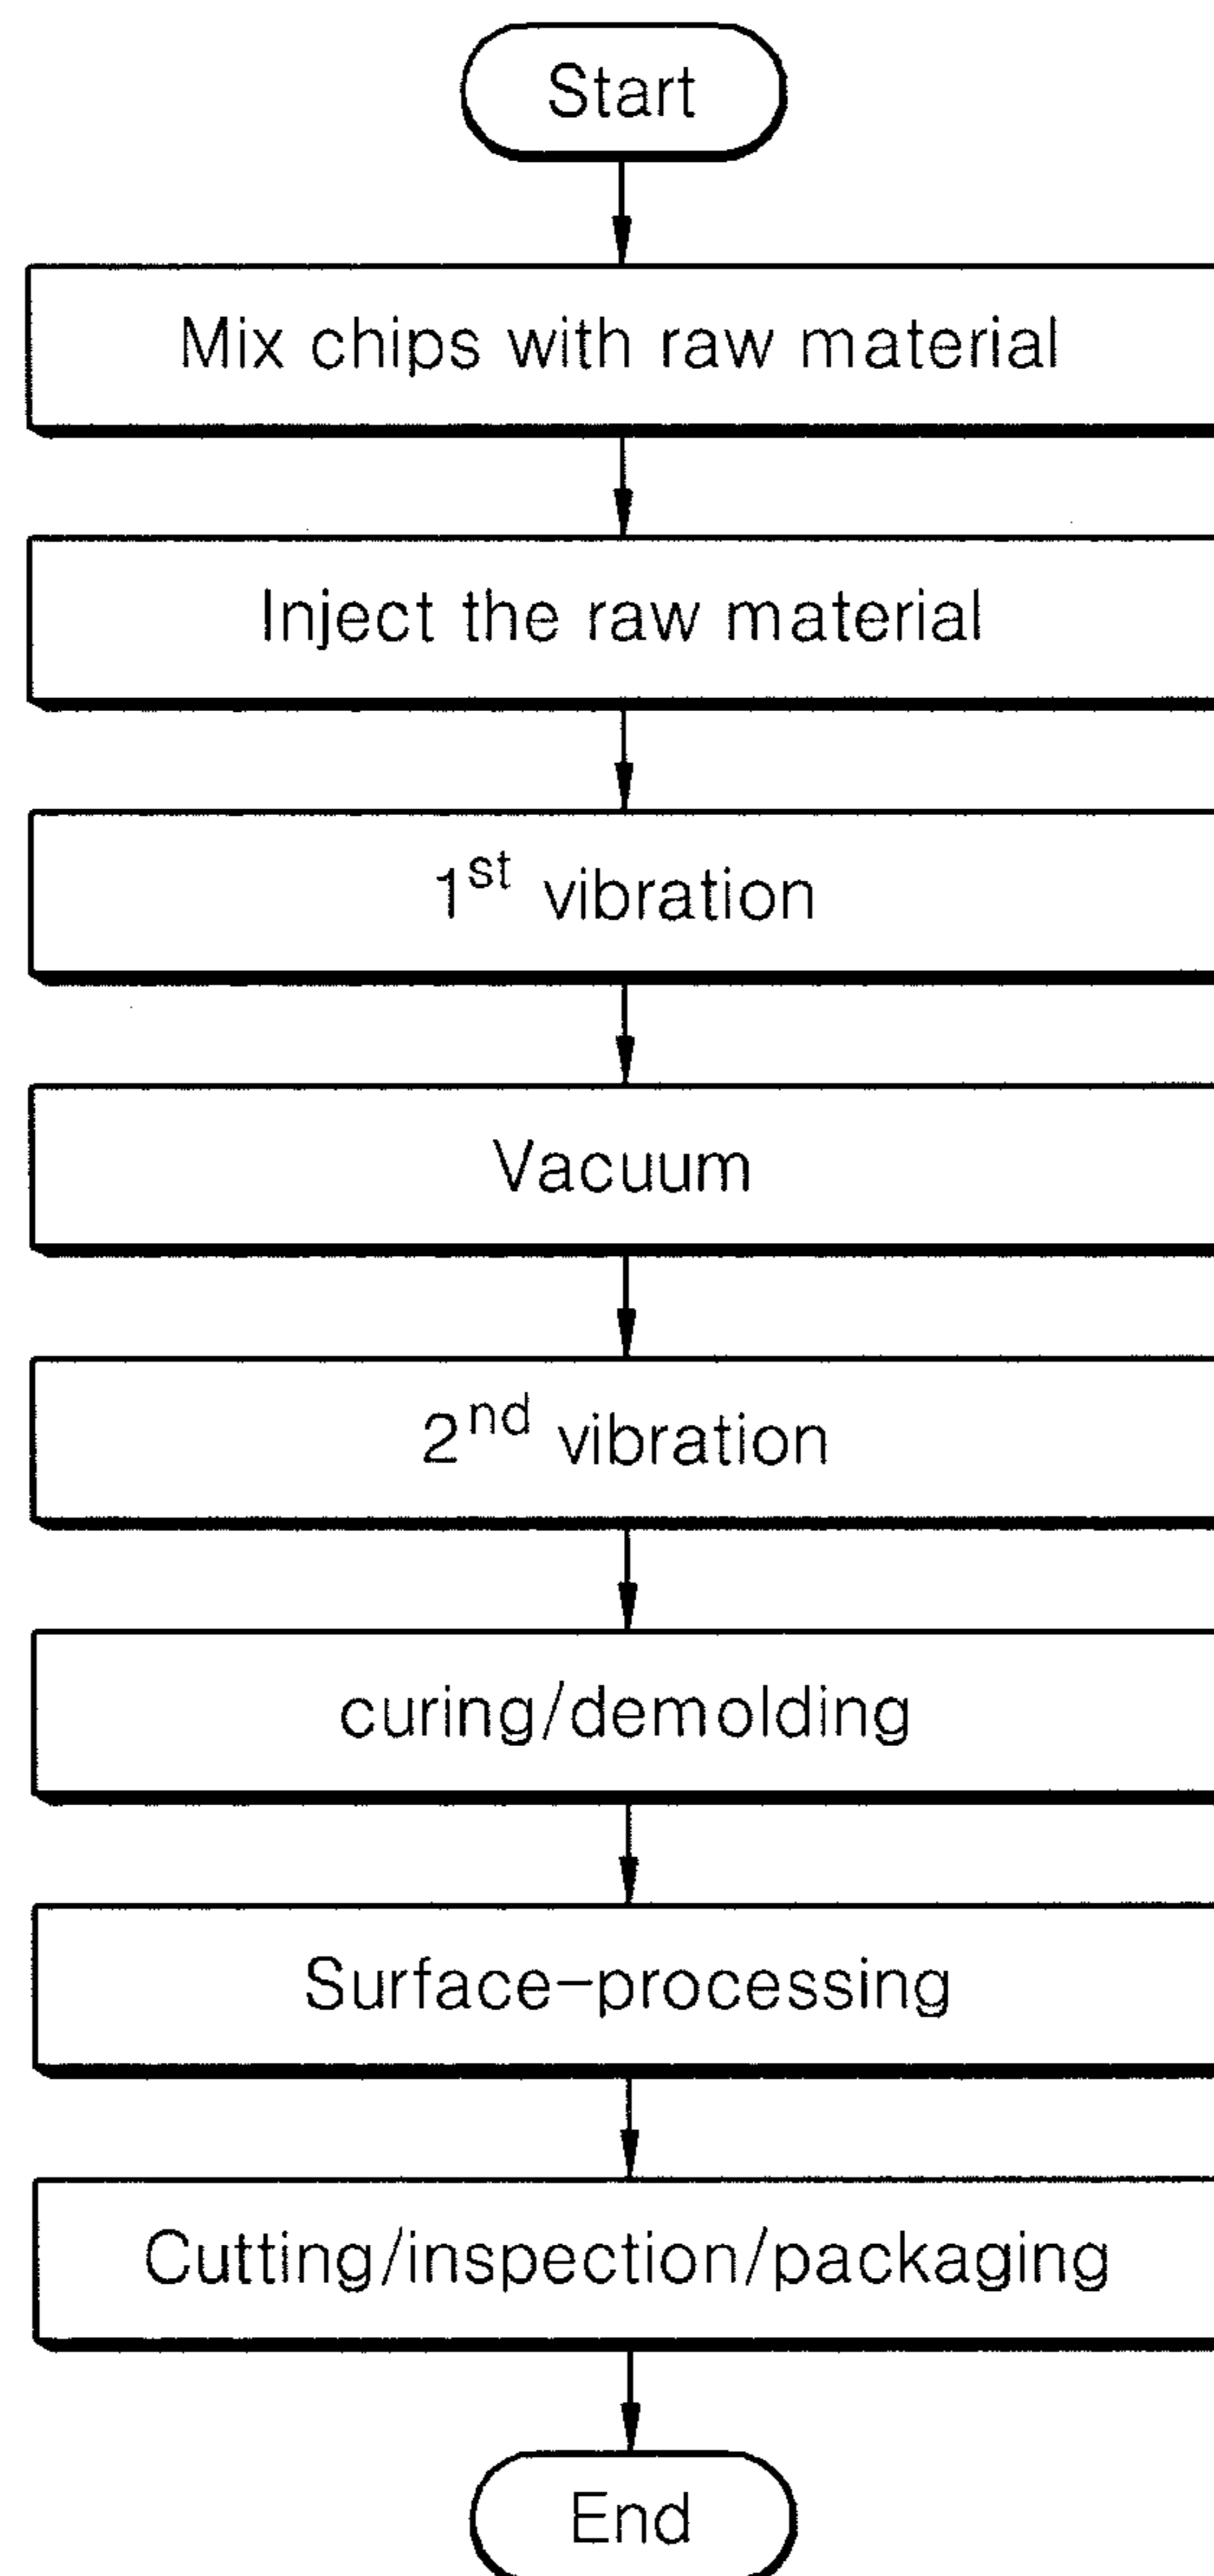 Start
Mix chips with raw material
Inject the raw material
1st vibration
Vacuum
2nd vibration
curing/demolding
Surface-processing
Cutting/inspection/packaging
End